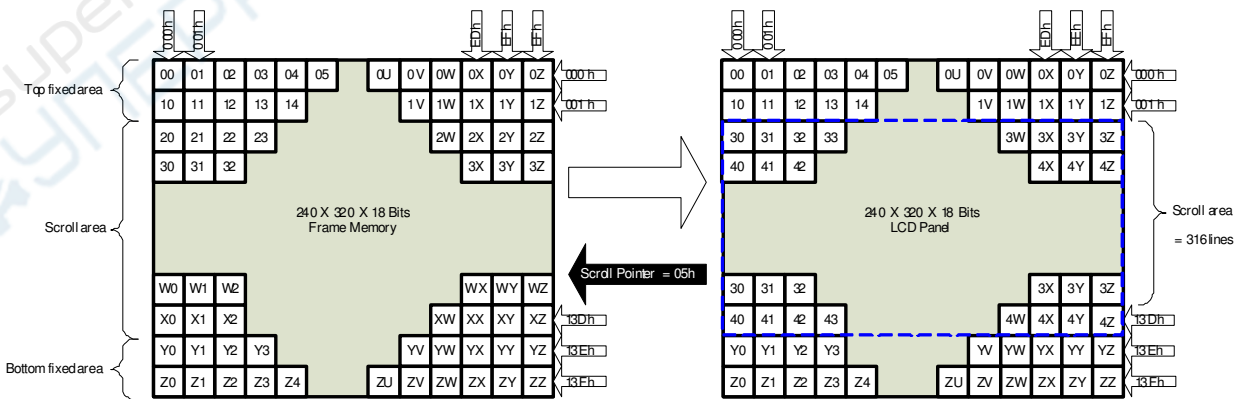 000h 001h EDh EFh EFh 000h 001h EDh EEh EFh
00 01 02 03 04 05 0U 0V 0W 0X 0Y 0Z 000h 00 01 02 03 04 05 0U 0V 0W 0X 0Y 0Z 000h
Top fixed area
10 11 12 13 14 1V 1W 1X 1Y 1Z 001h 10 11 12 13 14 1V 1W 1X 1Y 1Z 001h
20 21 22 23 2W 2X 2Y 2Z 30 31 32 33 3W 3X 3Y 3Z
30 31 32 3X 3Y 3Z 40 41 42 4X 4Y 4Z
240 X 320 X 18 Bits 240 X 320 X 18 Bits Scroll area
Scroll area Frame Memory LCD Panel = 316 lines
Scroll Pointer = 05h
W0 W1 W2 WX WY WZ 30 31 32 3X 3Y 3Z
X0 X1 X2 XW XX XY XZ 13Dh 40 41 42 43 4W 4X 4Y 4Z 13Dh
Y0 Y1 Y2 Y3 YV YW YX YY YZ 13Eh Y0 Y1 Y2 Y3 YV YW YX YY YZ 13Eh
Bottom fixed area
Z0 Z1 Z2 Z3 Z4 ZU ZV ZW ZX ZY ZZ 13Fh Z0 Z1 Z2 Z3 Z4 ZU ZV ZW ZX ZY ZZ 13Fh